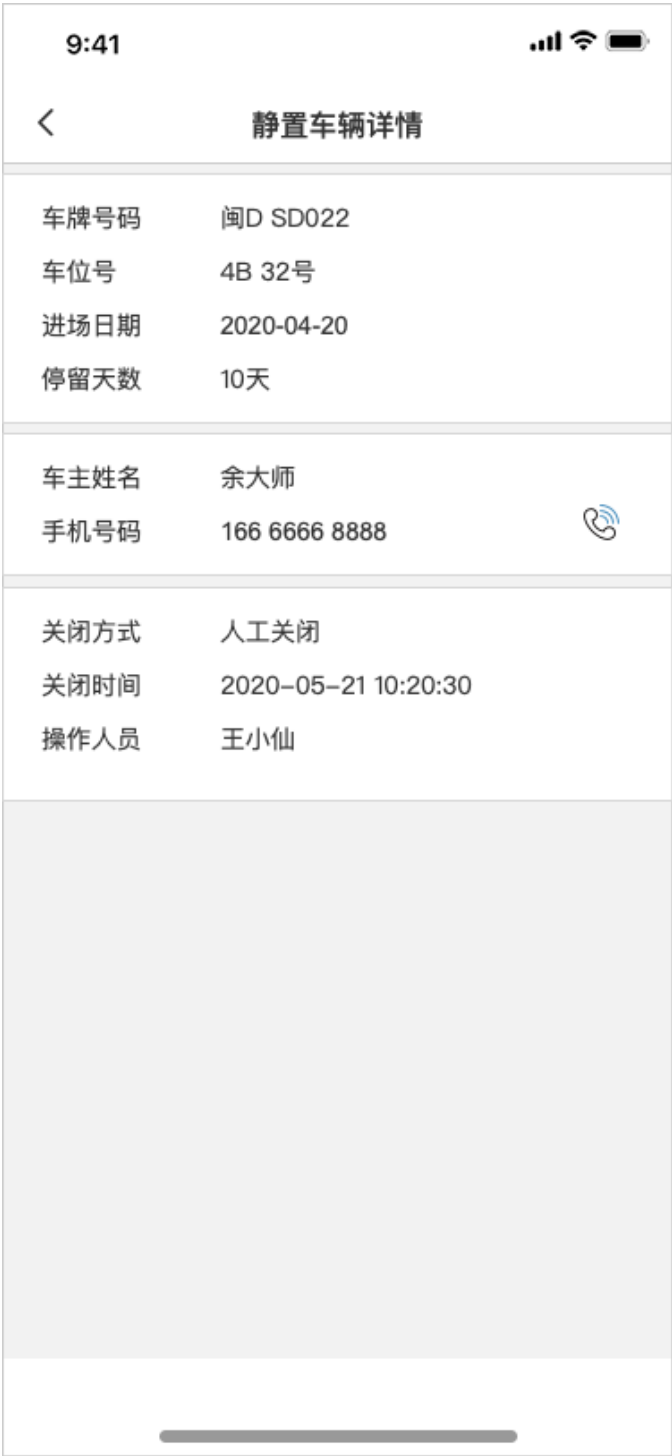 9:41
静置车辆详情
车牌号码 闽D SD022
车位号 4B 32号
进场日期 2020-04-20
停留天数 10天
车主姓名 余大师
手机号码 166 6666 8888
关闭方式 人工关闭
关闭时间 2020–05–21 10:20:30
操作人员 王小仙